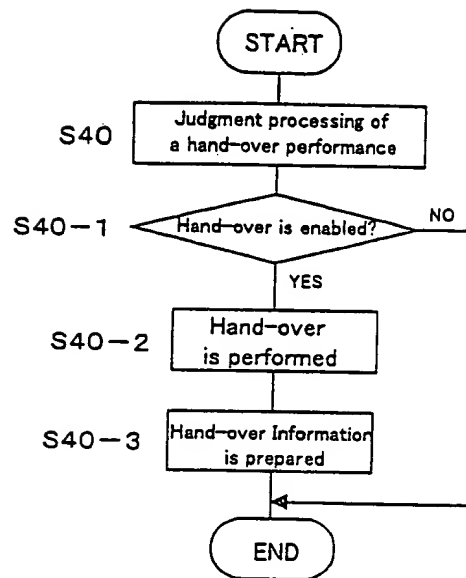 START
S40
Judgment processing of
a hand-over performance
S40-1
Hand-over is enabled?
NO
YES
S40-2
Hand-over
is performed
S40-3
Hand-over Information
is prepared
END